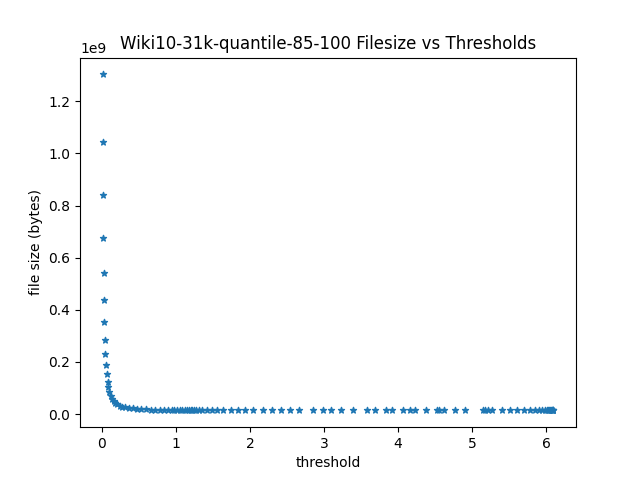 Wiki10-31k-quantile-85-100 Filesize vs Thresholds
1e9
1.2
1.0
0.8
0.6
0.4
0.2
0.0
file size (bytes)
0 1 2 3 4 5 6
threshold